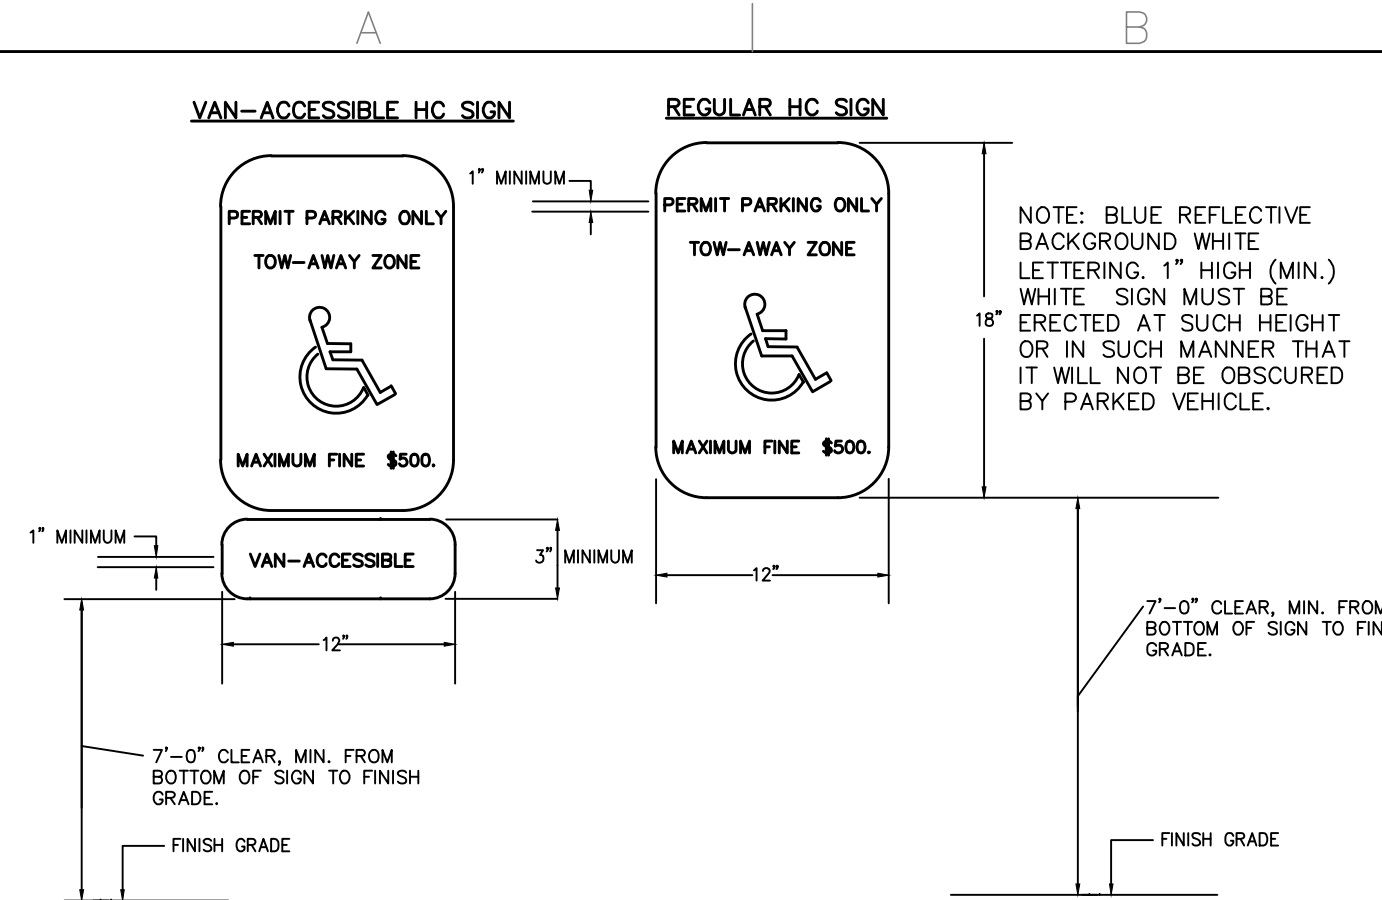 A
B
VAN-ACCESSIBLE HC SIGN
PERMIT PARKING ONLY
TOW-AWAY ZONE
MAXIMUM FINE $500.
1" MINIMUM
VAN-ACCESSIBLE
3" MINIMUM
12"
7'-0" CLEAR, MIN. FROM
BOTTOM OF SIGN TO FINISH
GRADE.
FINISH GRADE
REGULAR HC SIGN
1" MINIMUM
PERMIT PARKING ONLY
TOW-AWAY ZONE
MAXIMUM FINE $500.
18"
12"
NOTE: BLUE REFLECTIVE
BACKGROUND WHITE
LETTERING. 1" HIGH (MIN.)
WHITE SIGN MUST BE
ERECTED AT SUCH HEIGHT
OR IN SUCH MANNER THAT
IT WILL NOT BE OBSCURED
BY PARKED VEHICLE.
7'-0" CLEAR, MIN. FROM
BOTTOM OF SIGN TO FIN
GRADE.
FINISH GRADE